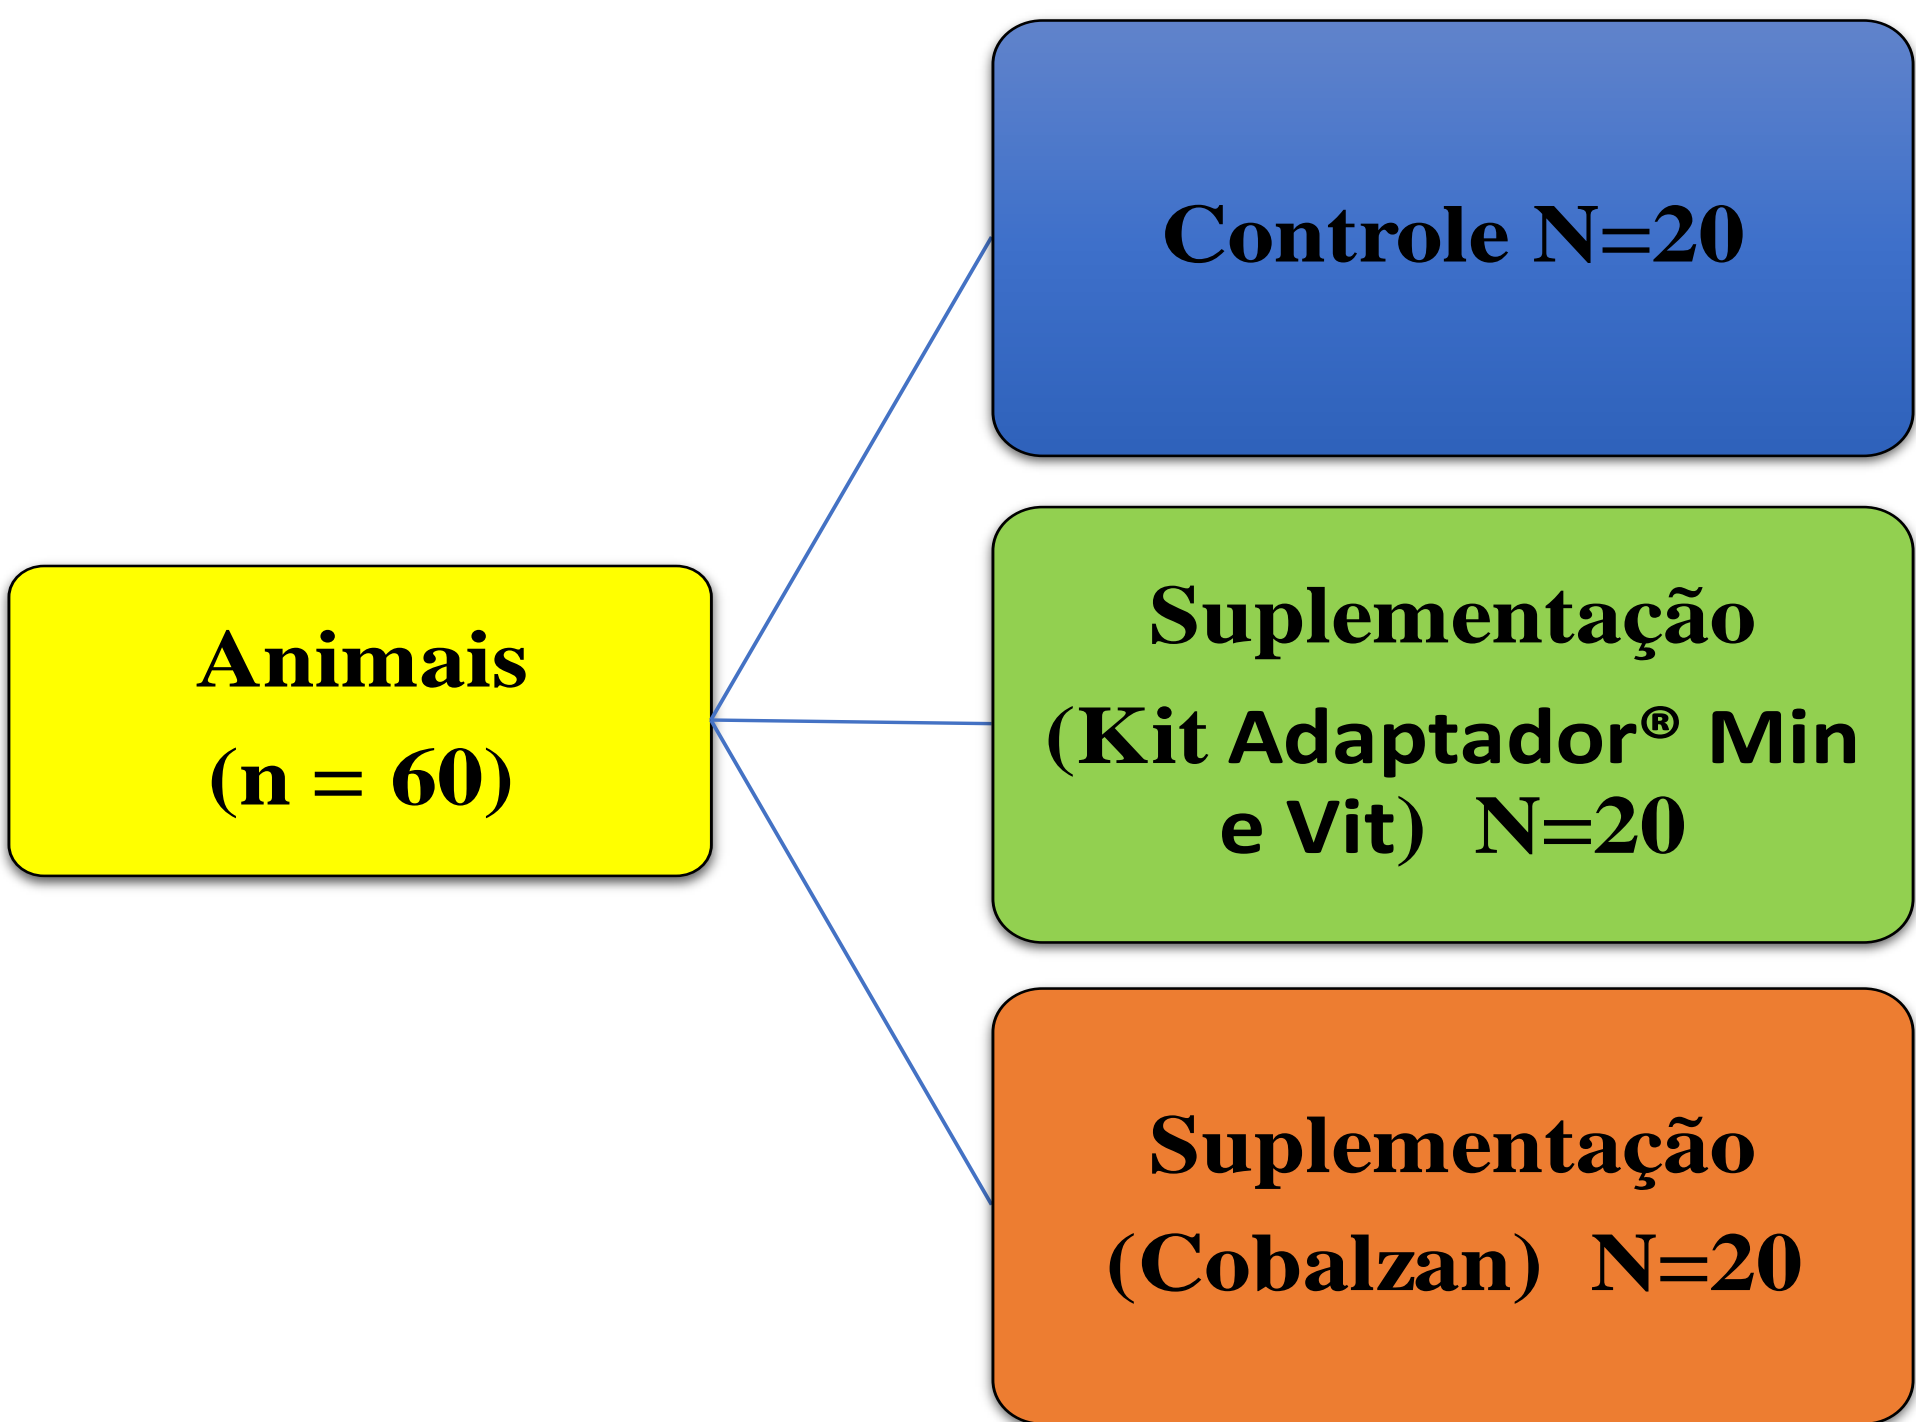 Controle N=20
Animais
(n = 60)
Suplementação
(Kit Adaptador® Min
e Vit) N=20
Suplementação
(Cobalzan) N=20